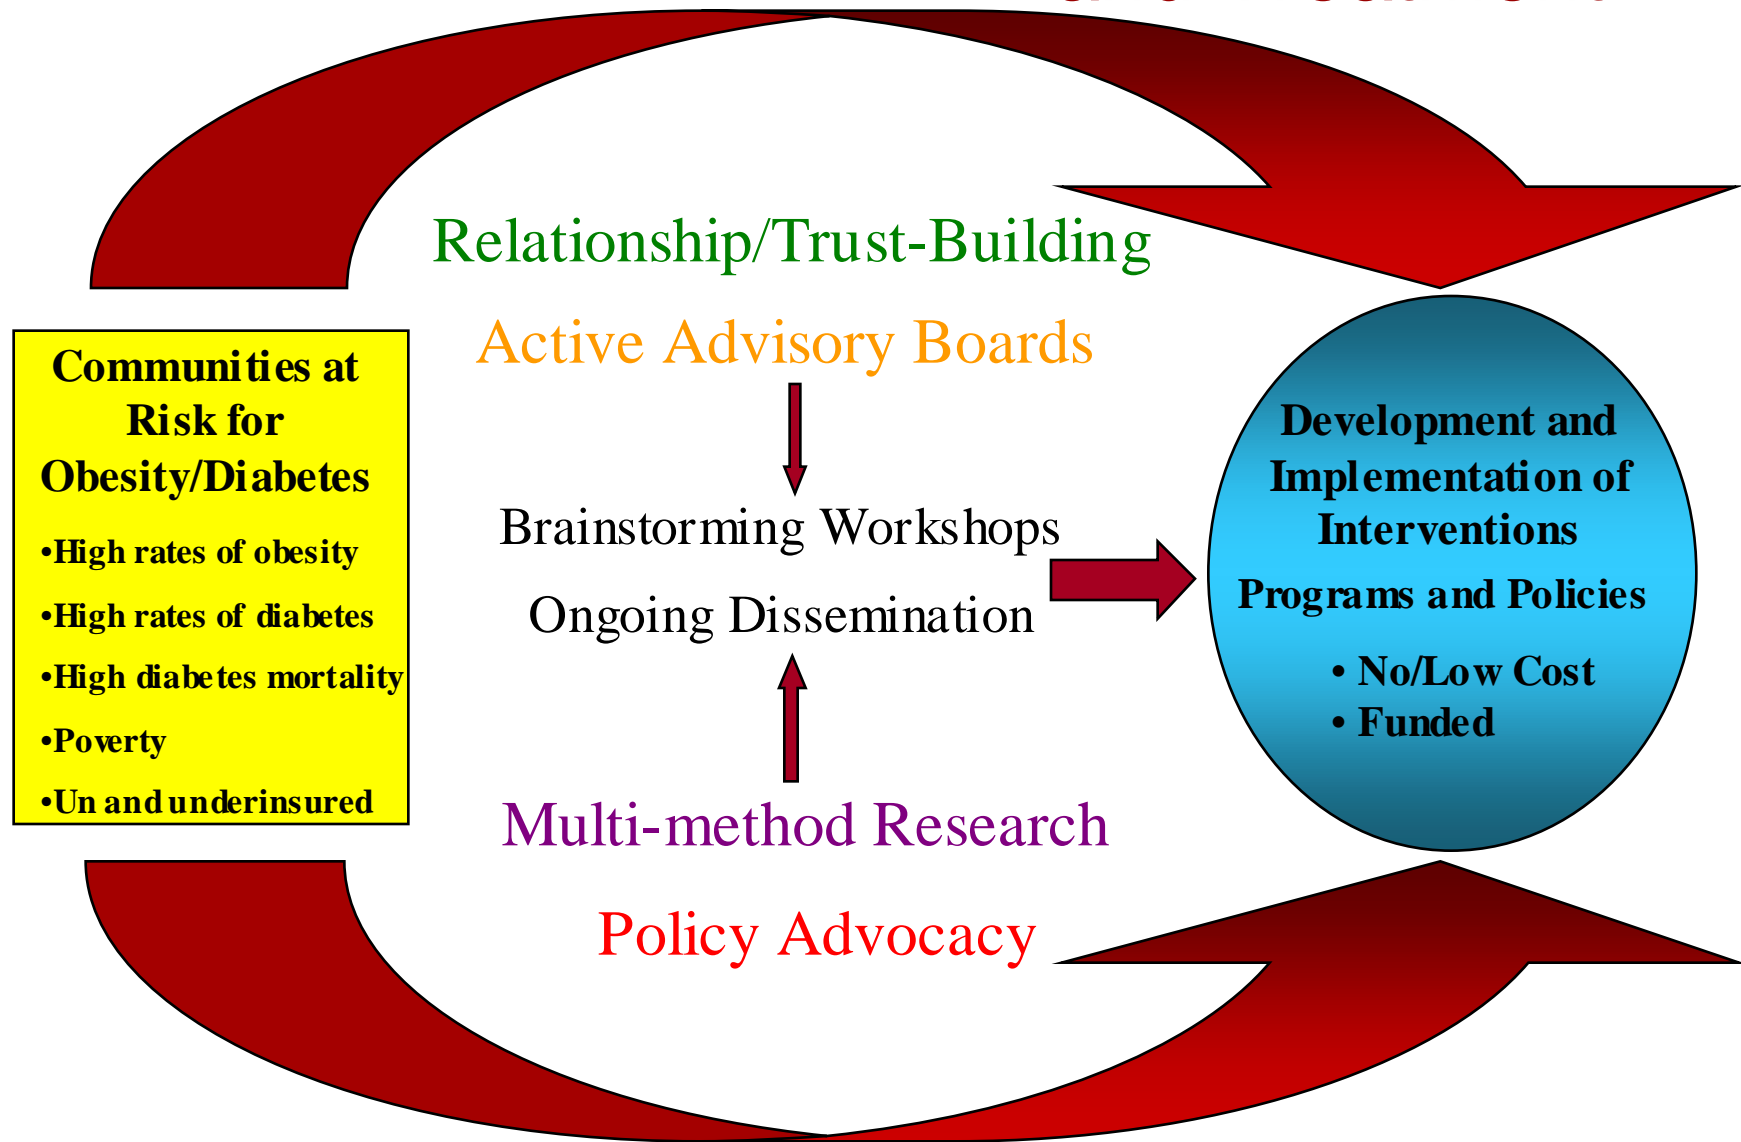 Relationship/Trust-Building
Active Advisory Boards
Communities at
Risk for
Obesity/Diabetes
•High rates of obesity
•High rates of diabetes
•High diabetes mortality
•Poverty
•Un and underinsured
Brainstorming Workshops
Ongoing Dissemination
Multi-method Research
Policy Advocacy
Development and
Implementation of
Interventions
Programs and Policies
• No/Low Cost
• Funded